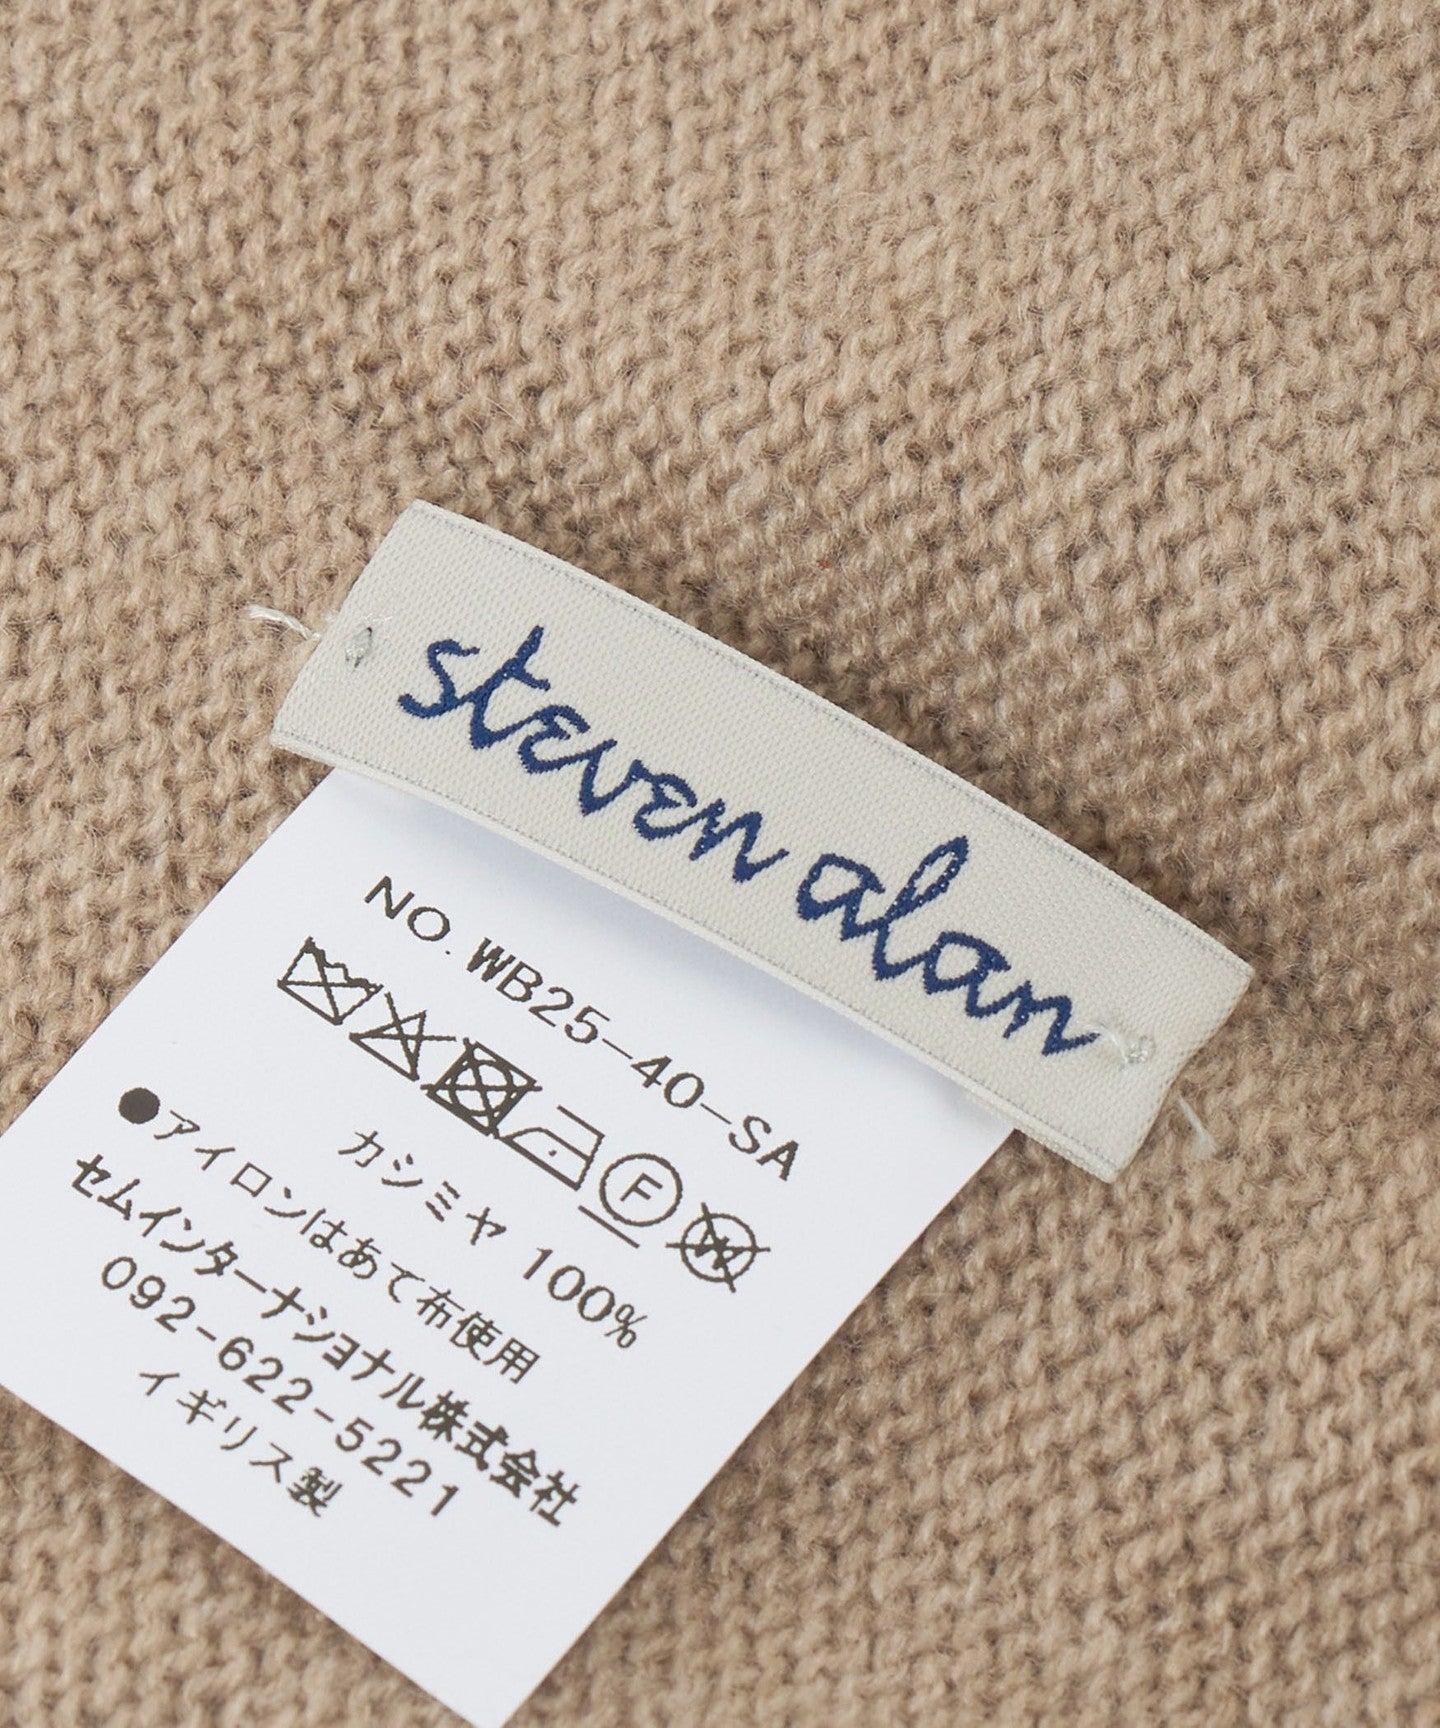 steven alan
NO. WB25-40-SA
F W
カシミヤ 100%
●アイロンはあて布使用
セムインターナショナル株式会社
092-622-5221
イギリス製